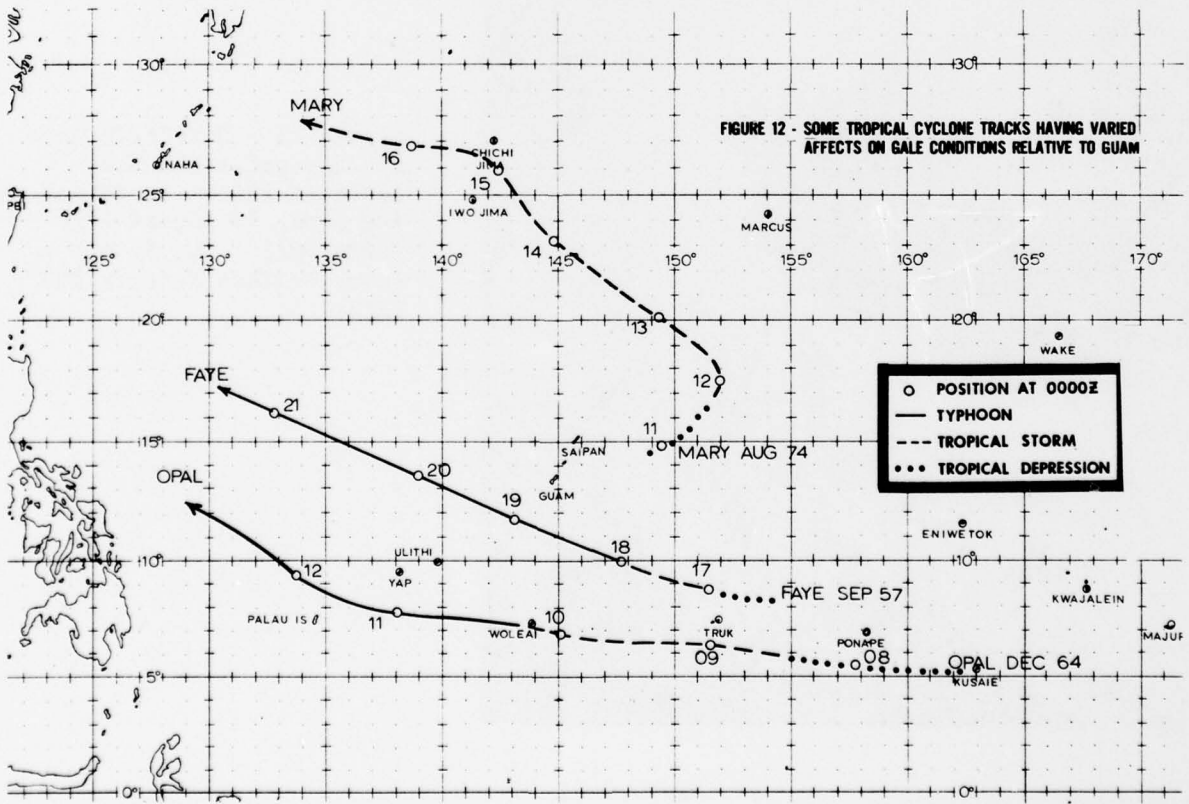 30° 30°
MARY
FIGURE 12 - SOME TROPICAL CYCLONE TRACKS HAVING VARIED
AFFECTS ON GALE CONDITIONS RELATIVE TO GUAM
16
CHICHI
JIMA
NAHA
15
25°
IWO JIMA
MARCUS
14
125° 130° 135° 140° 145° 150° 155° 160° 165° 170°
20° 13 20°
WAKE
FAYE
12
21
POSITION AT 0000Z
TYPHOON
TROPICAL STORM
TROPICAL DEPRESSION
15° 11
SAIPAN
MARY AUG 74
OPAL
20
GUAM
19
ENIWETOK
ULITHI
18
10° 10°
YAP
12
17
FAYE SEP 57
KWAJALEIN
PALAU IS
11
10
WOLEAI
TRUK
PONAPE
MAJUR
09
08
OPAL DEC 64
5°
KUSAIE
0° 0°